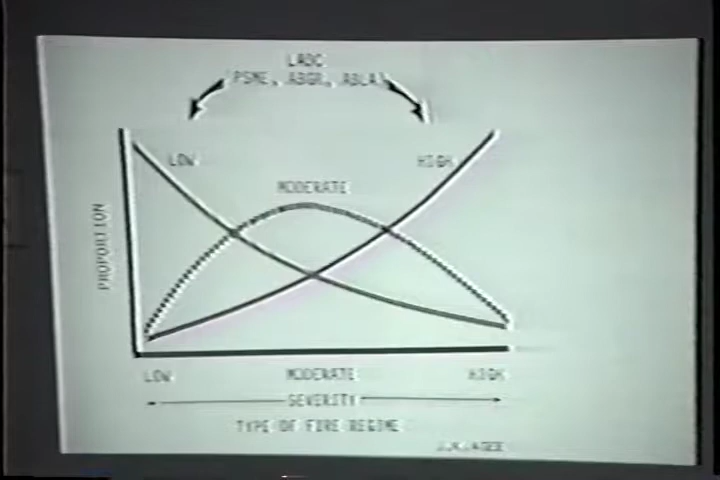 LAOC
(PSME, ABGR, ABLA)
LOW
HIGH
MODERATE
PROPORTION
LOW MODERATE HIGH
SEVERITY
TYPE OF FIRE REGIME
J.K.AGEE